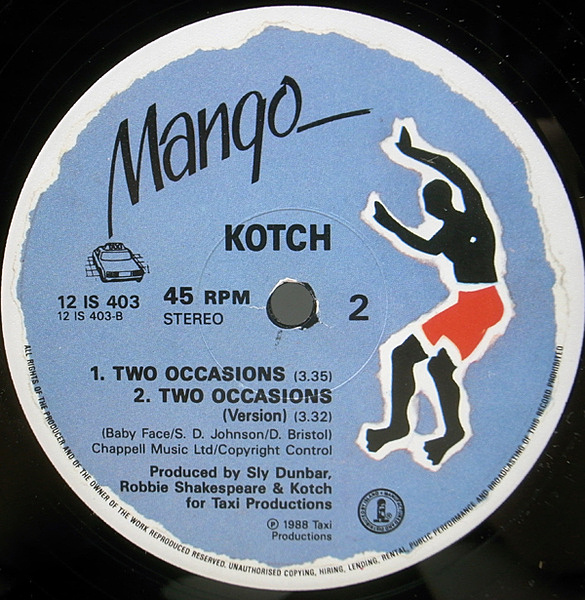 Mango
TAXI
KOTCH
12 IS 403
12 IS 403-B
45 RPM
STEREO
2
1. TWO OCCASIONS (3.35)
2. TWO OCCASIONS
(Version) (3.32)
(Baby Face/S. D. Johnson/D. Bristol)
Chappell Music Ltd/Copyright Control
Produced by Sly Dunbar,
Robbie Shakespeare & Kotch
for Taxi Productions
℗ 1988 Taxi
Productions
ALL RIGHTS OF THE PRODUCER AND OF THE OWNER OF THE WORK REPRODUCED RESERVED. UNAUTHORISED COPYING, HIRING, LENDING, RENTAL, PUBLIC PERFORMANCE AND BROADCASTING OF THIS RECORD PROHIBITED